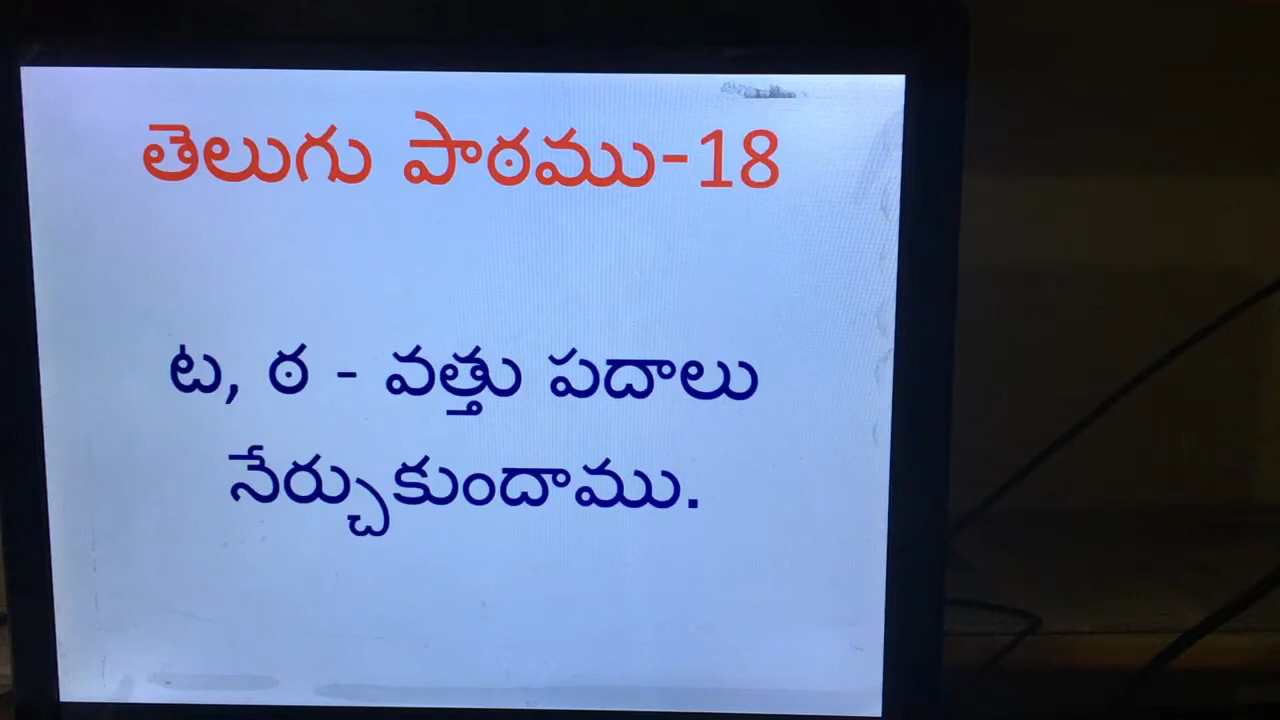 తెలుగు పాఠము-18
ట, ఠ - వత్తు పదాలు
నేర్చుకుందాము.